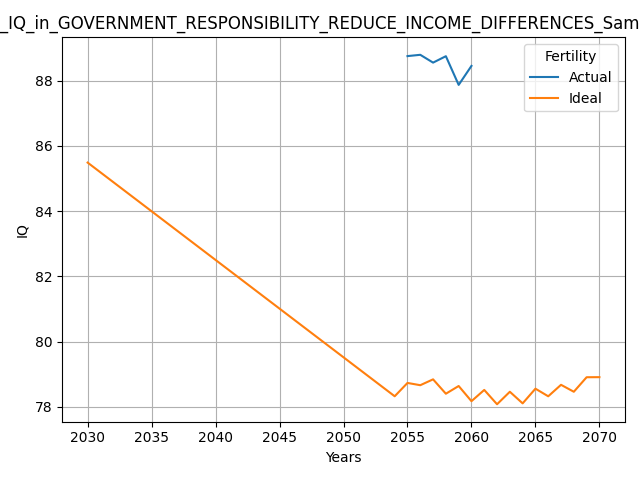 _IQ_in_GOVERNMENT_RESPONSIBILITY_REDUCE_INCOME_DIFFERENCES_Sam
Fertility
Actual
Ideal
88
86
84
82
80
78
IQ
2030 2035 2040 2045 2050 2055 2060 2065 2070
Years